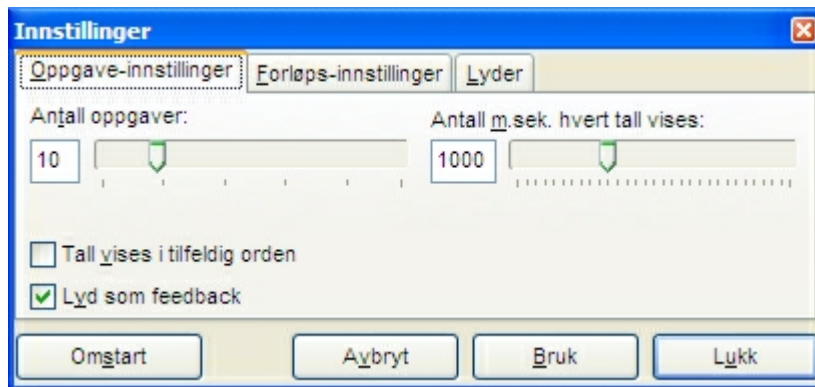 Innstillinger
Oppgave-innstillinger Forløps-innstillinger Lyder
Antall oppgaver: Antall m.sek. hvert tall vises:
10 1000
Tall vises i tilfeldig orden
Lyd som feedback
Omstart Avbryt Bruk Lukk